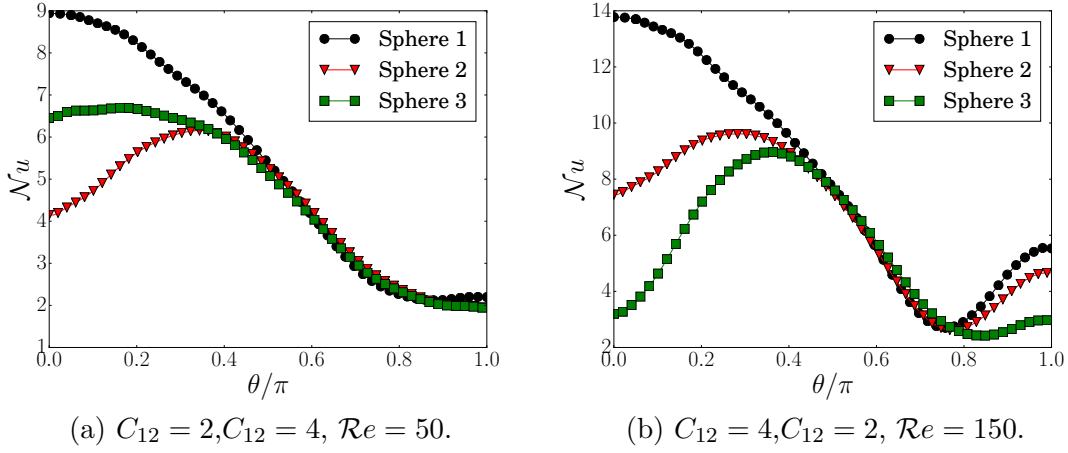 9
8
7
6
5
4
3
2
1
Nu
0.0 0.2 0.4 0.6 0.8 1.0
θ/π
Sphere 1
Sphere 2
Sphere 3
(a) C12 = 2,C12 = 4, Re = 50.
14
12
10
8
6
4
2
Nu
0.0 0.2 0.4 0.6 0.8 1.0
θ/π
Sphere 1
Sphere 2
Sphere 3
(b) C12 = 4,C12 = 2, Re = 150.